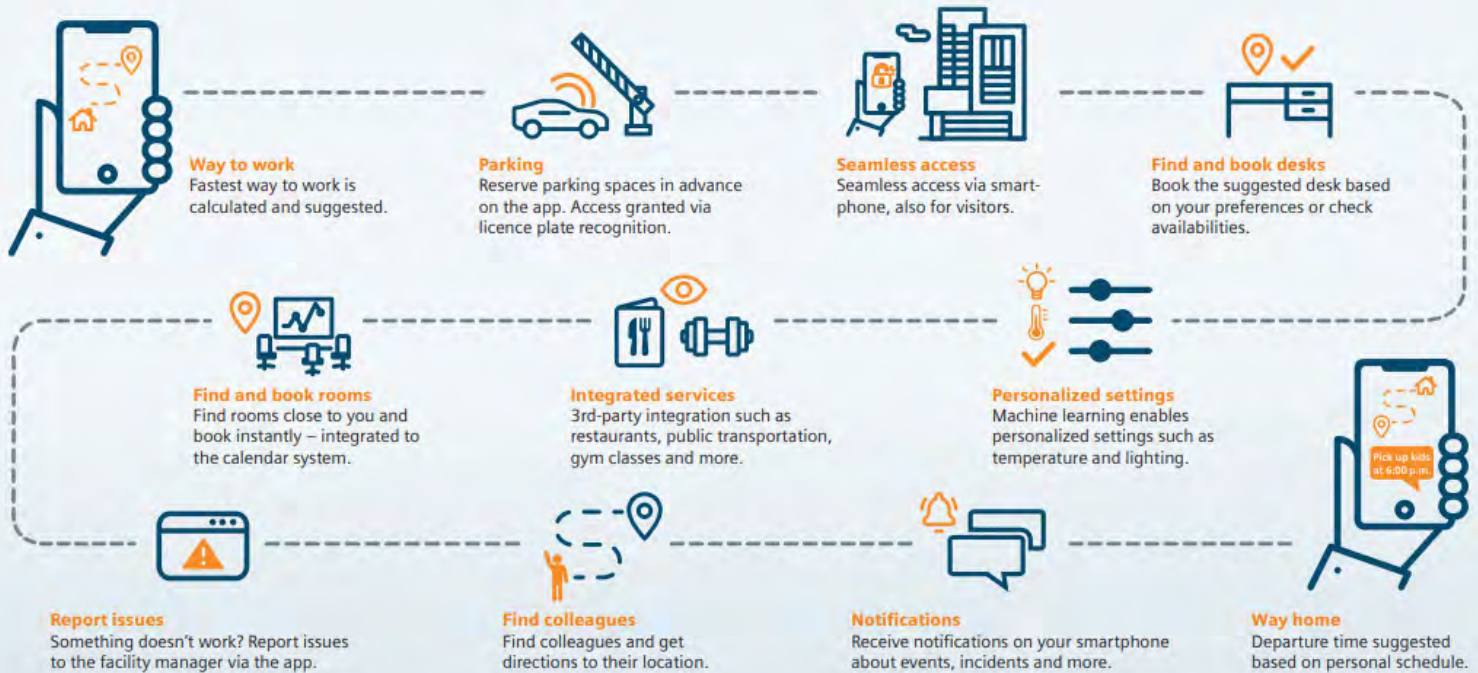 Way to work
Fastest way to work is
calculated and suggested.
Parking
Reserve parking spaces in advance
on the app. Access granted via
licence plate recognition.
Seamless access
Seamless access via smart-
phone, also for visitors.
Find and book desks
Book the suggested desk based
on your preferences or check
availabilities.
Find and book rooms
Find rooms close to you and
book instantly – integrated to
the calendar system.
Integrated services
3rd-party integration such as
restaurants, public transportation,
gym classes and more.
Personalized settings
Machine learning enables
personalized settings such as
temperature and lighting.
Pick up kids
at 6:00 p.m.
Report issues
Something doesn't work? Report issues
to the facility manager via the app.
Find colleagues
Find colleagues and get
directions to their location.
Notifications
Receive notifications on your smartphone
about events, incidents and more.
Way home
Departure time suggested
based on personal schedule.